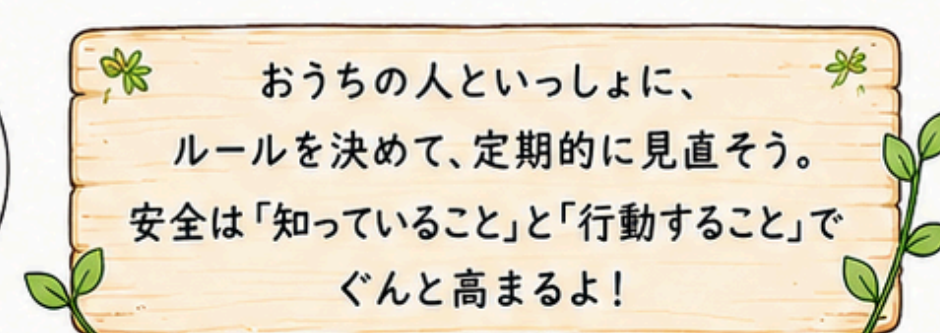 おうちの人といっしょに、
ルールを決めて、定期的に見直そう。
安全は「知っていること」と「行動すること」で
ぐんと高まるよ！